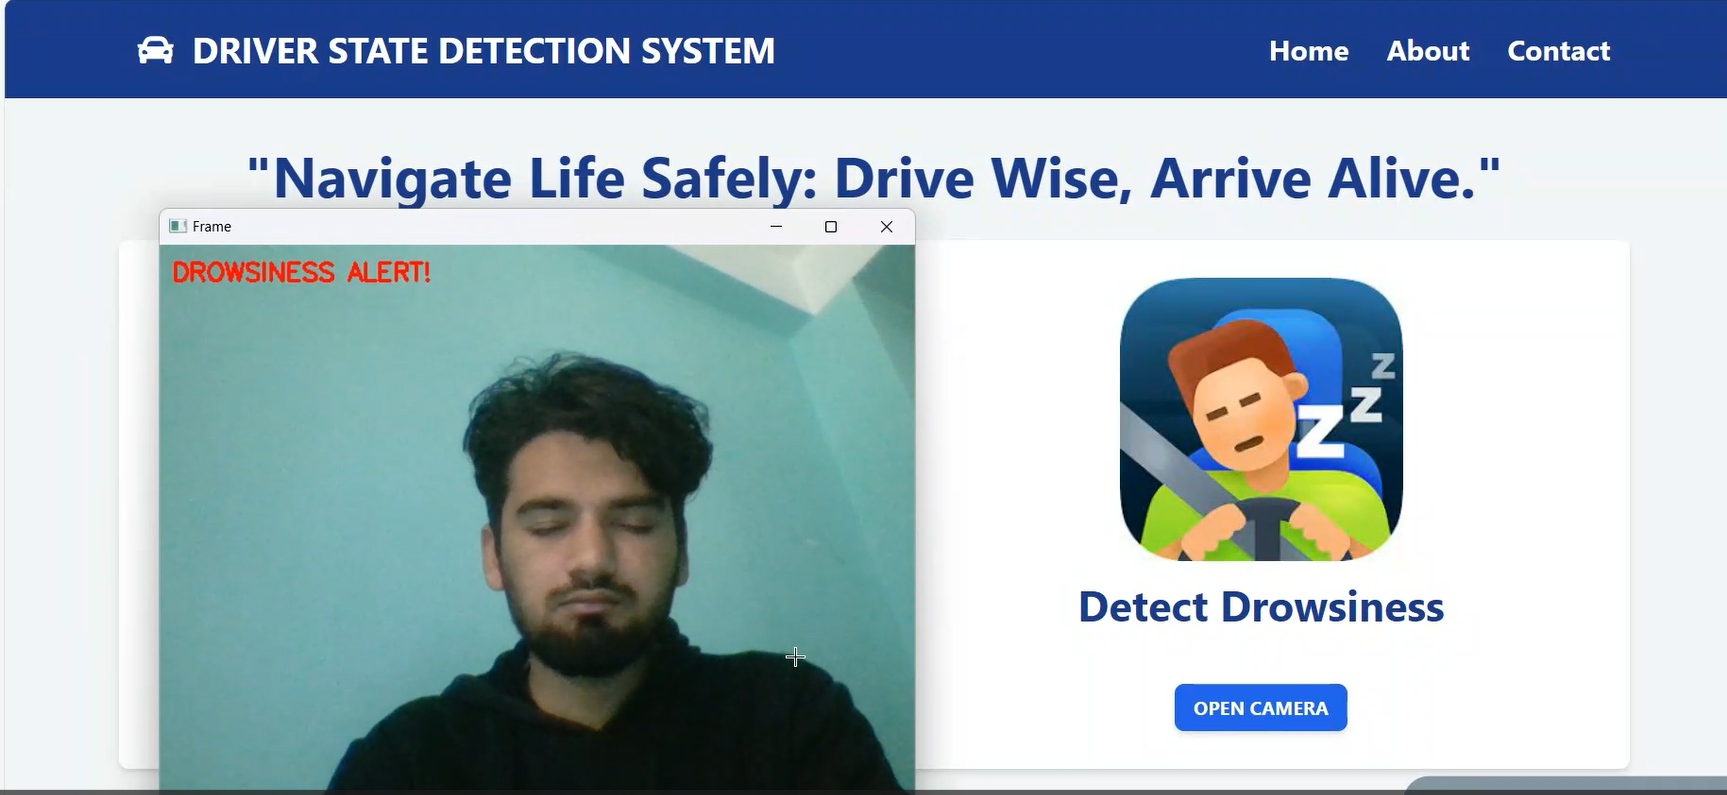 DRIVER STATE DETECTION SYSTEM
Home About Contact
"Navigate Life Safely: Drive Wise, Arrive Alive."
Frame
DROWSINESS ALERT!
z
z
z
Detect Drowsiness
OPEN CAMERA